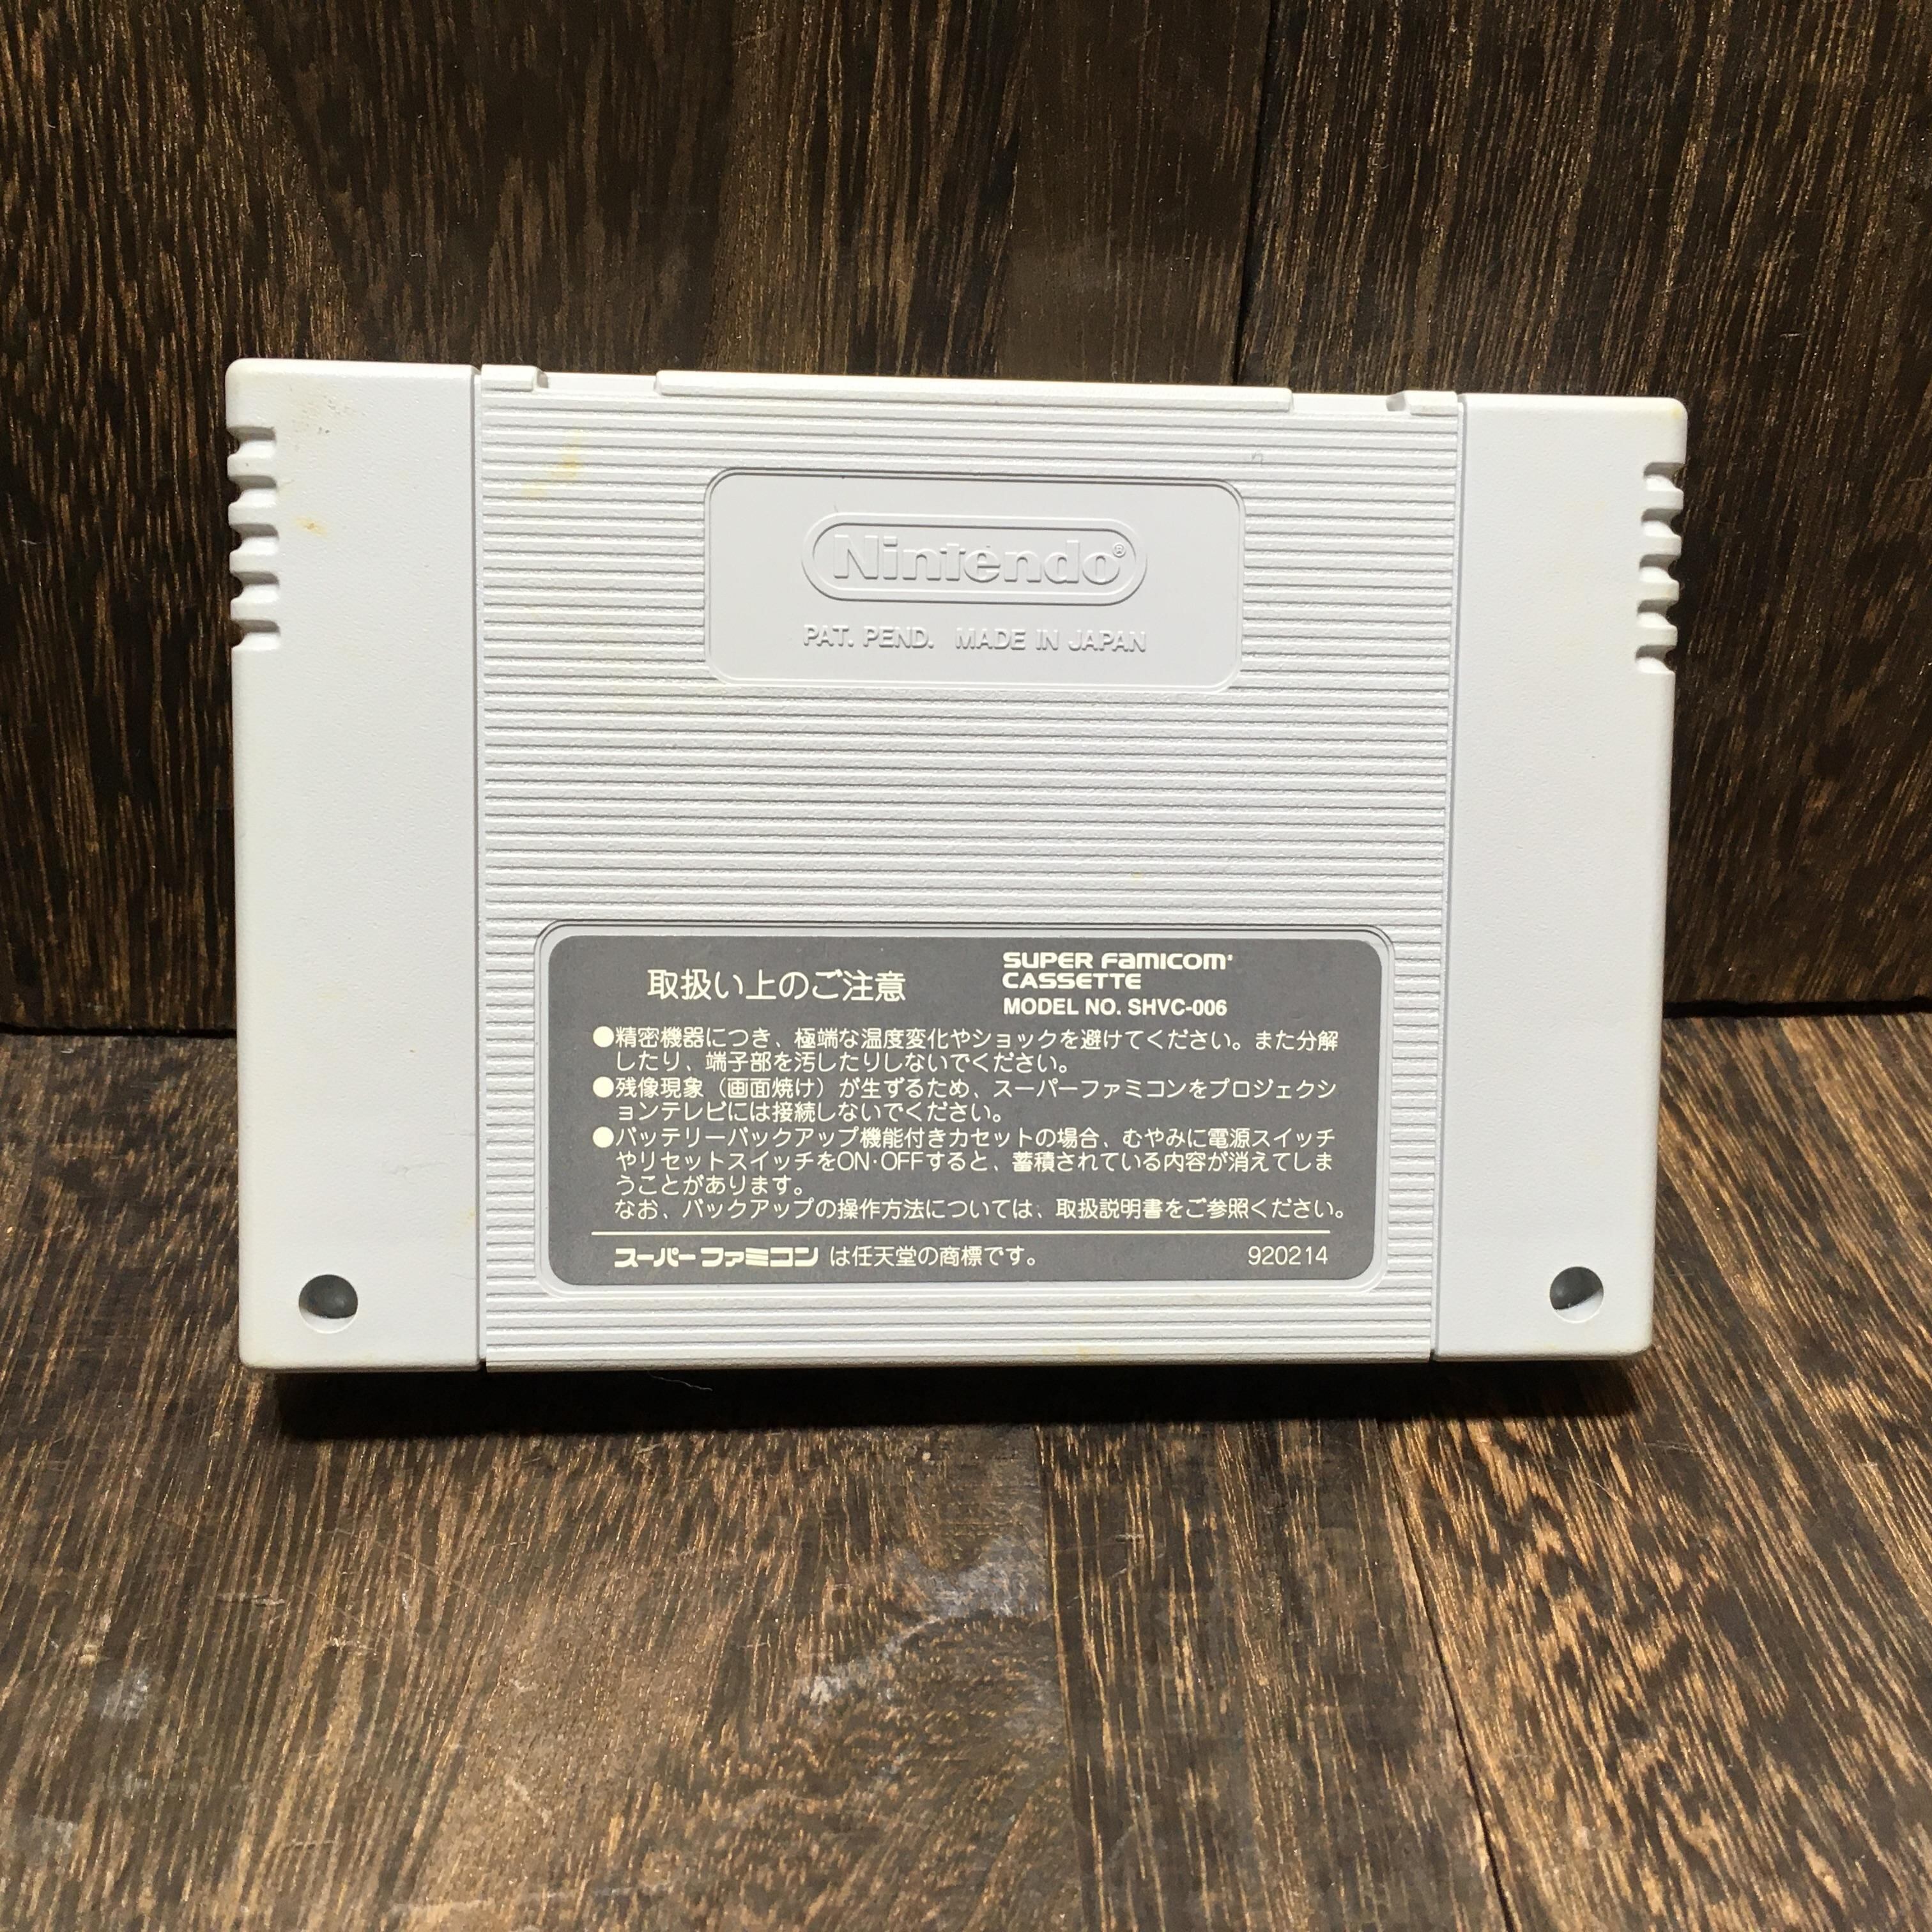 Nintendo®
PAT. PEND. MADE IN JAPAN
取扱い上のご注意
SUPER FAMICOM
CASSETTE
MODEL NO. SHVC-006
●精密機器につき、極端な温度変化やショックを避けてください。また分解
したり、端子部を汚したりしないでください。
●残像現象（画面焼け）が生ずるため、スーパーファミコンをプロジェクシ
ョンテレビには接続しないでください。
●バッテリーバックアップ機能付きカセットの場合、むやみに電源スイッチ
やリセットスイッチをON·OFFすると、蓄積されている内容が消えてしま
うことがあります。
なお、バックアップの操作方法については、取扱説明書をご参照ください。
スーパーファミコン は任天堂の商標です。 920214